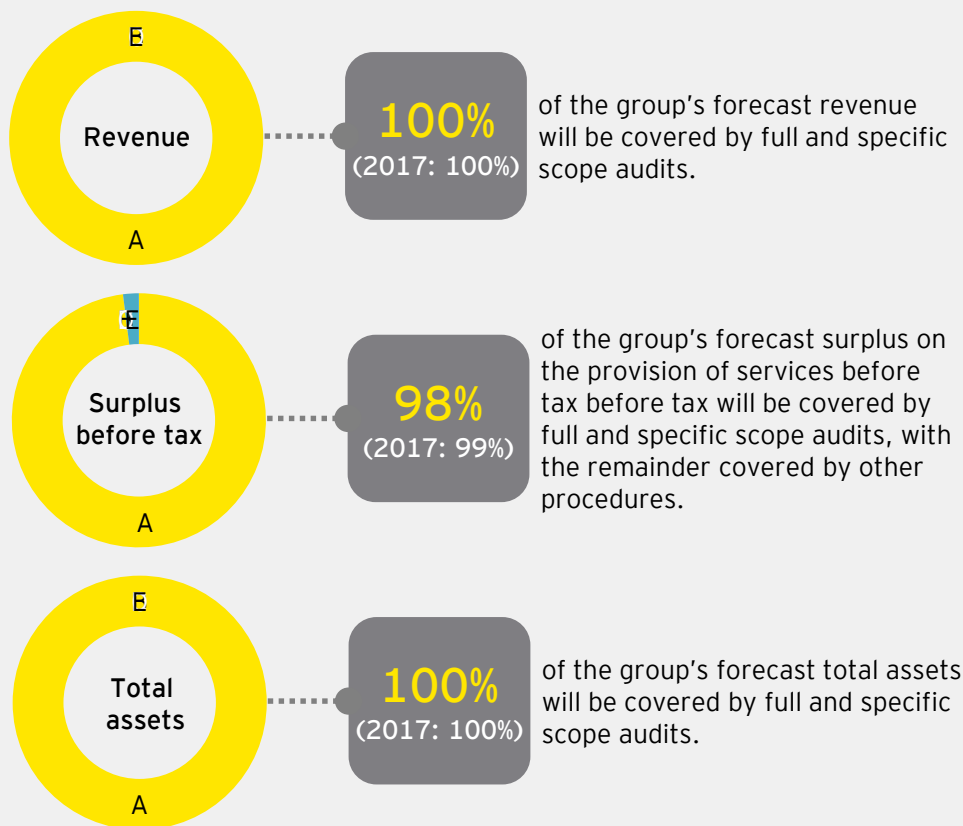 E
Revenue
A
100%
(2017: 100%)
of the group's forecast revenue
will be covered by full and specific
scope audits.
E
Surplus
before tax
A
98%
(2017: 99%)
of the group's forecast surplus on
the provision of services before
tax before tax will be covered by
full and specific scope audits, with
the remainder covered by other
procedures.
E
Total
assets
A
100%
(2017: 100%)
of the group's forecast total assets
will be covered by full and specific
scope audits.